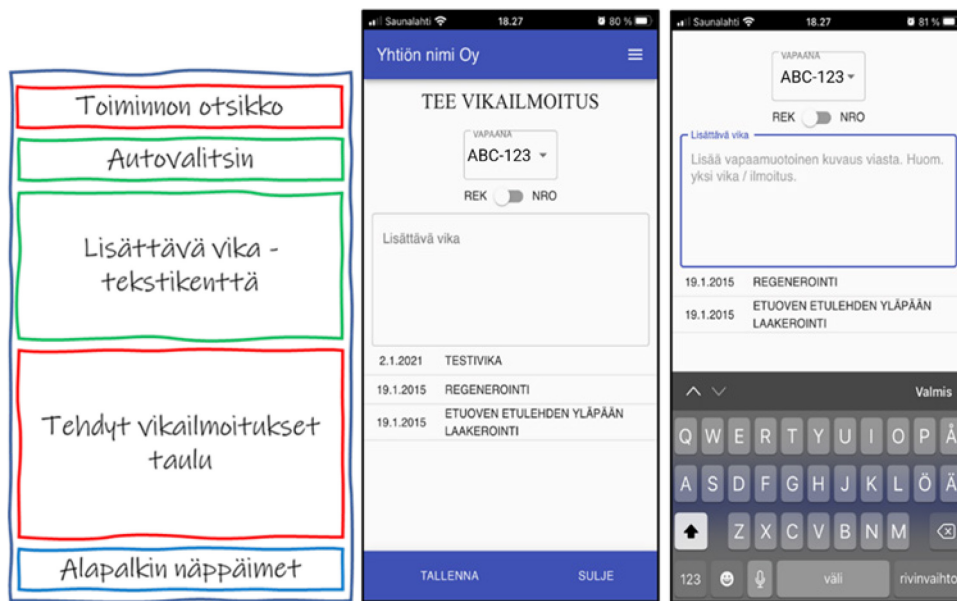 Toiminnon otsikko
Autovalitsin
Lisättävä vika -
tekstikenttä
Tehdyt vikailmoitukset
taulu
Alapalkin näppäimet
Saunalahti 18.27 80 %
Yhtiön nimi Oy
TEE VIKAILMOITUS
VAPAANA
ABC-123
REK NRO
Lisättävä vika
2.1.2021 TESTIVIKA
19.1.2015 REGENEROINTI
19.1.2015 ETUOVEN ETULEHDEN YLÄPÄÄN
LAAKEROINTI
TALLENNA SULJE
Saunalahti 18.27 81 %
VAPAANA
ABC-123
REK NRO
Lisättävä vika
Lisää vapaamuotoinen kuvaus viasta. Huom.
yksi vika / ilmoitus.
19.1.2015 REGENEROINTI
19.1.2015 ETUOVEN ETULEHDEN YLÄPÄÄN
LAAKEROINTI
Valmis
Q W E R T Y U I O P Å
A S D F G H J K L Ö Ä
Z X C V B N M
123 väli rivinvaihto